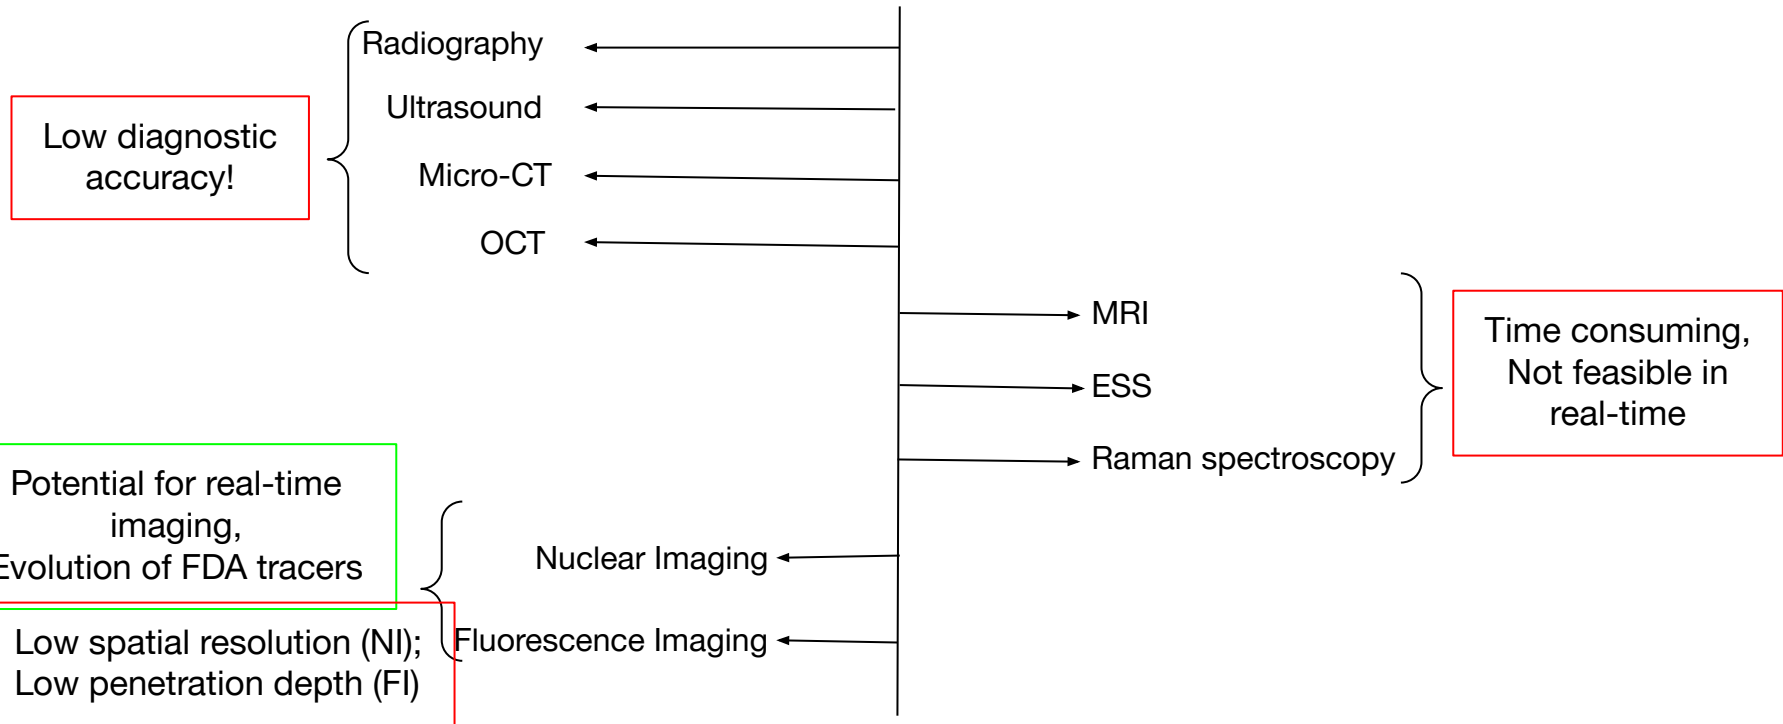 Radiography
Ultrasound
Micro-CT
OCT
Low diagnostic
accuracy!
MRI
ESS
Raman spectroscopy
Time consuming,
Not feasible in
real-time
Potential for real-time
imaging,
Evolution of FDA tracers
Nuclear Imaging
Fluorescence Imaging
Low spatial resolution (NI);
Low penetration depth (FI)